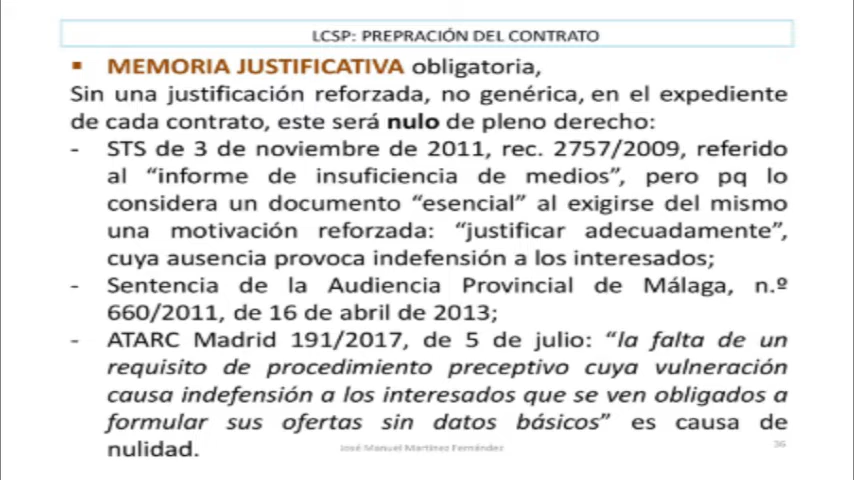 LCSP: PREPRACIÓN DEL CONTRATO
▪ MEMORIA JUSTIFICATIVA obligatoria,
Sin una justificación reforzada, no genérica, en el expediente
de cada contrato, este será nulo de pleno derecho:
- STS de 3 de noviembre de 2011, rec. 2757/2009, referido
al “informe de insuficiencia de medios”, pero pq lo
considera un documento “esencial” al exigirse del mismo
una motivación reforzada: “justificar adecuadamente”,
cuya ausencia provoca indefensión a los interesados;
- Sentencia de la Audiencia Provincial de Málaga, n.º
660/2011, de 16 de abril de 2013;
- ATARC Madrid 191/2017, de 5 de julio: “la falta de un
requisito de procedimiento preceptivo cuya vulneración
causa indefensión a los interesados que se ven obligados a
formular sus ofertas sin datos básicos” es causa de
nulidad.
José Manuel Martínez Fernández
36